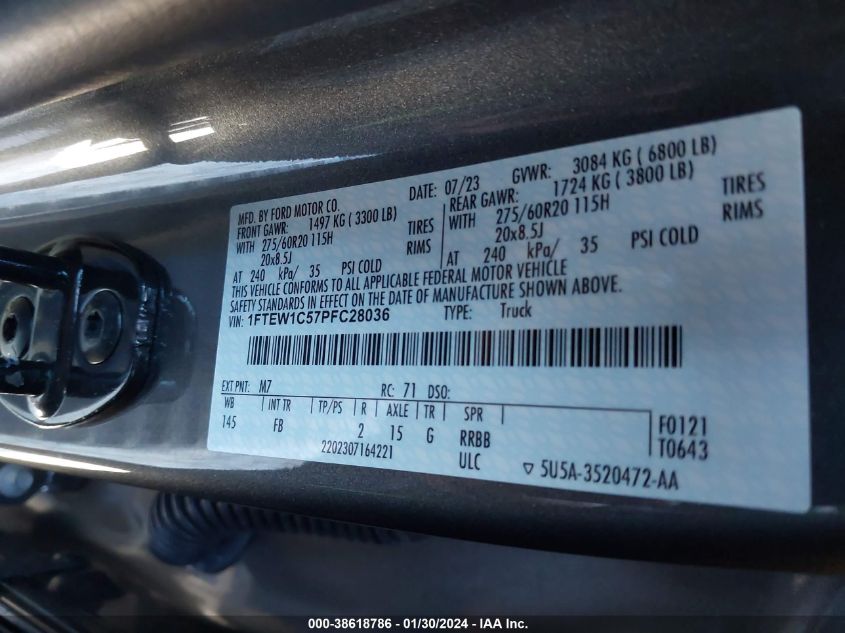 MFD. BY FORD MOTOR CO.
DATE: 07/23 GVWR: 3084 KG ( 6800 LB)
FRONT GAWR: 1497 KG ( 3300 LB) REAR GAWR: 1724 KG ( 3800 LB)
WITH 275/60R20 115H TIRES WITH 275/60R20 115H TIRES
20x8.5J RIMS 20x8.5J RIMS
AT 240 kPa/ 35 PSI COLD AT 240 kPa/ 35 PSI COLD
THIS VEHICLE CONFORMS TO ALL APPLICABLE FEDERAL MOTOR VEHICLE
SAFETY STANDARDS IN EFFECT ON THE DATE OF MANUFACTURE SHOWN ABOVE.
VIN: 1FTEW1C57PFC28036 TYPE: Truck
EXT PNT: M7 RC: 71 DSO:
WB INT TR TP/PS R AXLE TR SPR
145 FB 2 15 G RRBB
F0121
T0643
2202307164221 ULC
▽ 5U5A-3520472-AA
000-38618786 - 01/30/2024 - IAA Inc.